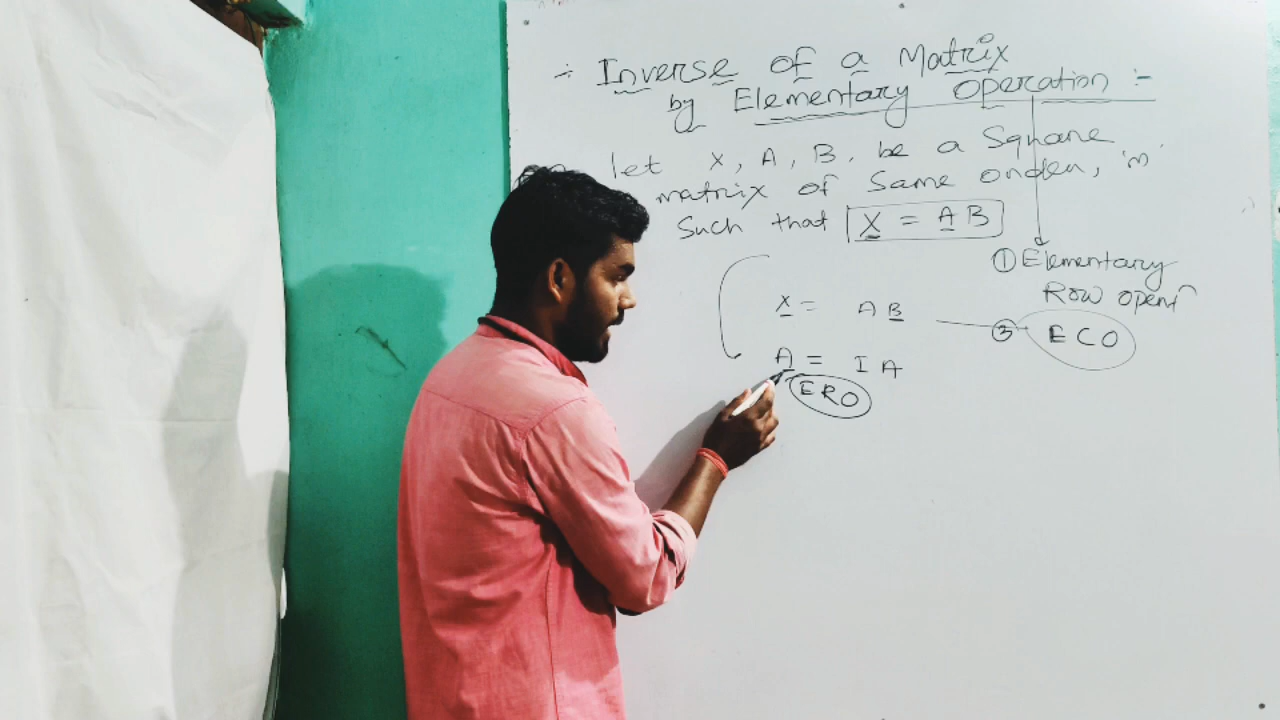 ÷ Inverse of a Matrix
by Elementary Operation :-
let X, A, B, be a Square
matrix of Same order, 'n'
Such that X = AB
① Elementary
Row operⁿ
X = AB
② ECO
A = IA
ERO